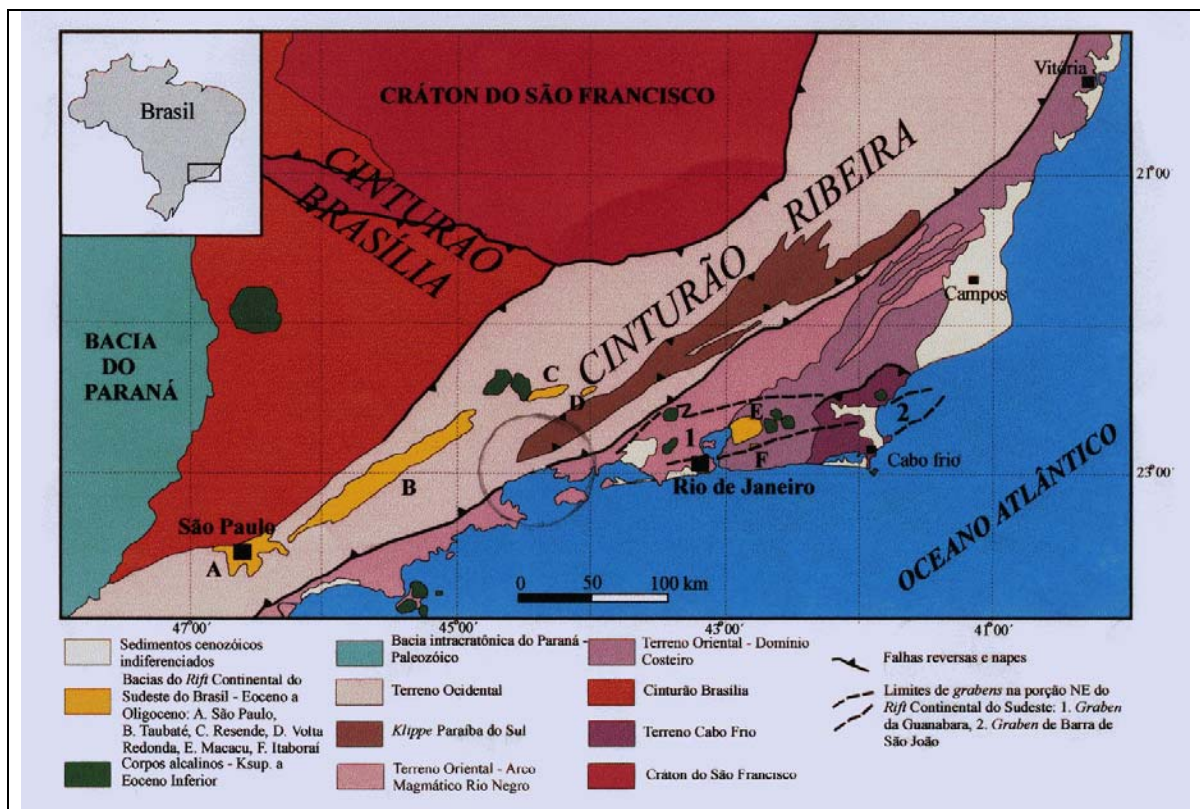 Brasil
CRÁTON DO SÃO FRANCISCO
Vitória
CINTURAO
BRASÍLIA
RIBEIRA
CINTURÃO
21°00'
Campos
BACIA
DO
PARANÁ
C
D
B
E
1
2
F
Cabo frio
23°00'
Rio de Janeiro
São Paulo
A
OCEANO ATLÂNTICO
0 50 100 km
47°00' 45°00' 43°00' 41°00'
Sedimentos cenozóicos
indiferenciados
Bacias do Rift Continental do
Sudeste do Brasil - Eoceno a
Oligoceno: A. São Paulo,
B. Taubaté, C. Resende, D. Volta
Redonda, E. Macacu, F. Itaboraí
Corpos alcalinos - Ksup. a
Eoceno Inferior
Bacia intracratônica do Paraná -
Paleozóico
Terreno Ocidental
Klippe Paraíba do Sul
Terreno Oriental - Arco
Magmático Rio Negro
Terreno Oriental - Domínio
Costeiro
Cinturão Brasília
Terreno Cabo Frio
Cráton do São Francisco
Falhas reversas e napes
Limites de grabens na porção NE do
Rift Continental do Sudeste: 1. Graben
da Guanabara, 2. Graben de Barra de
São João